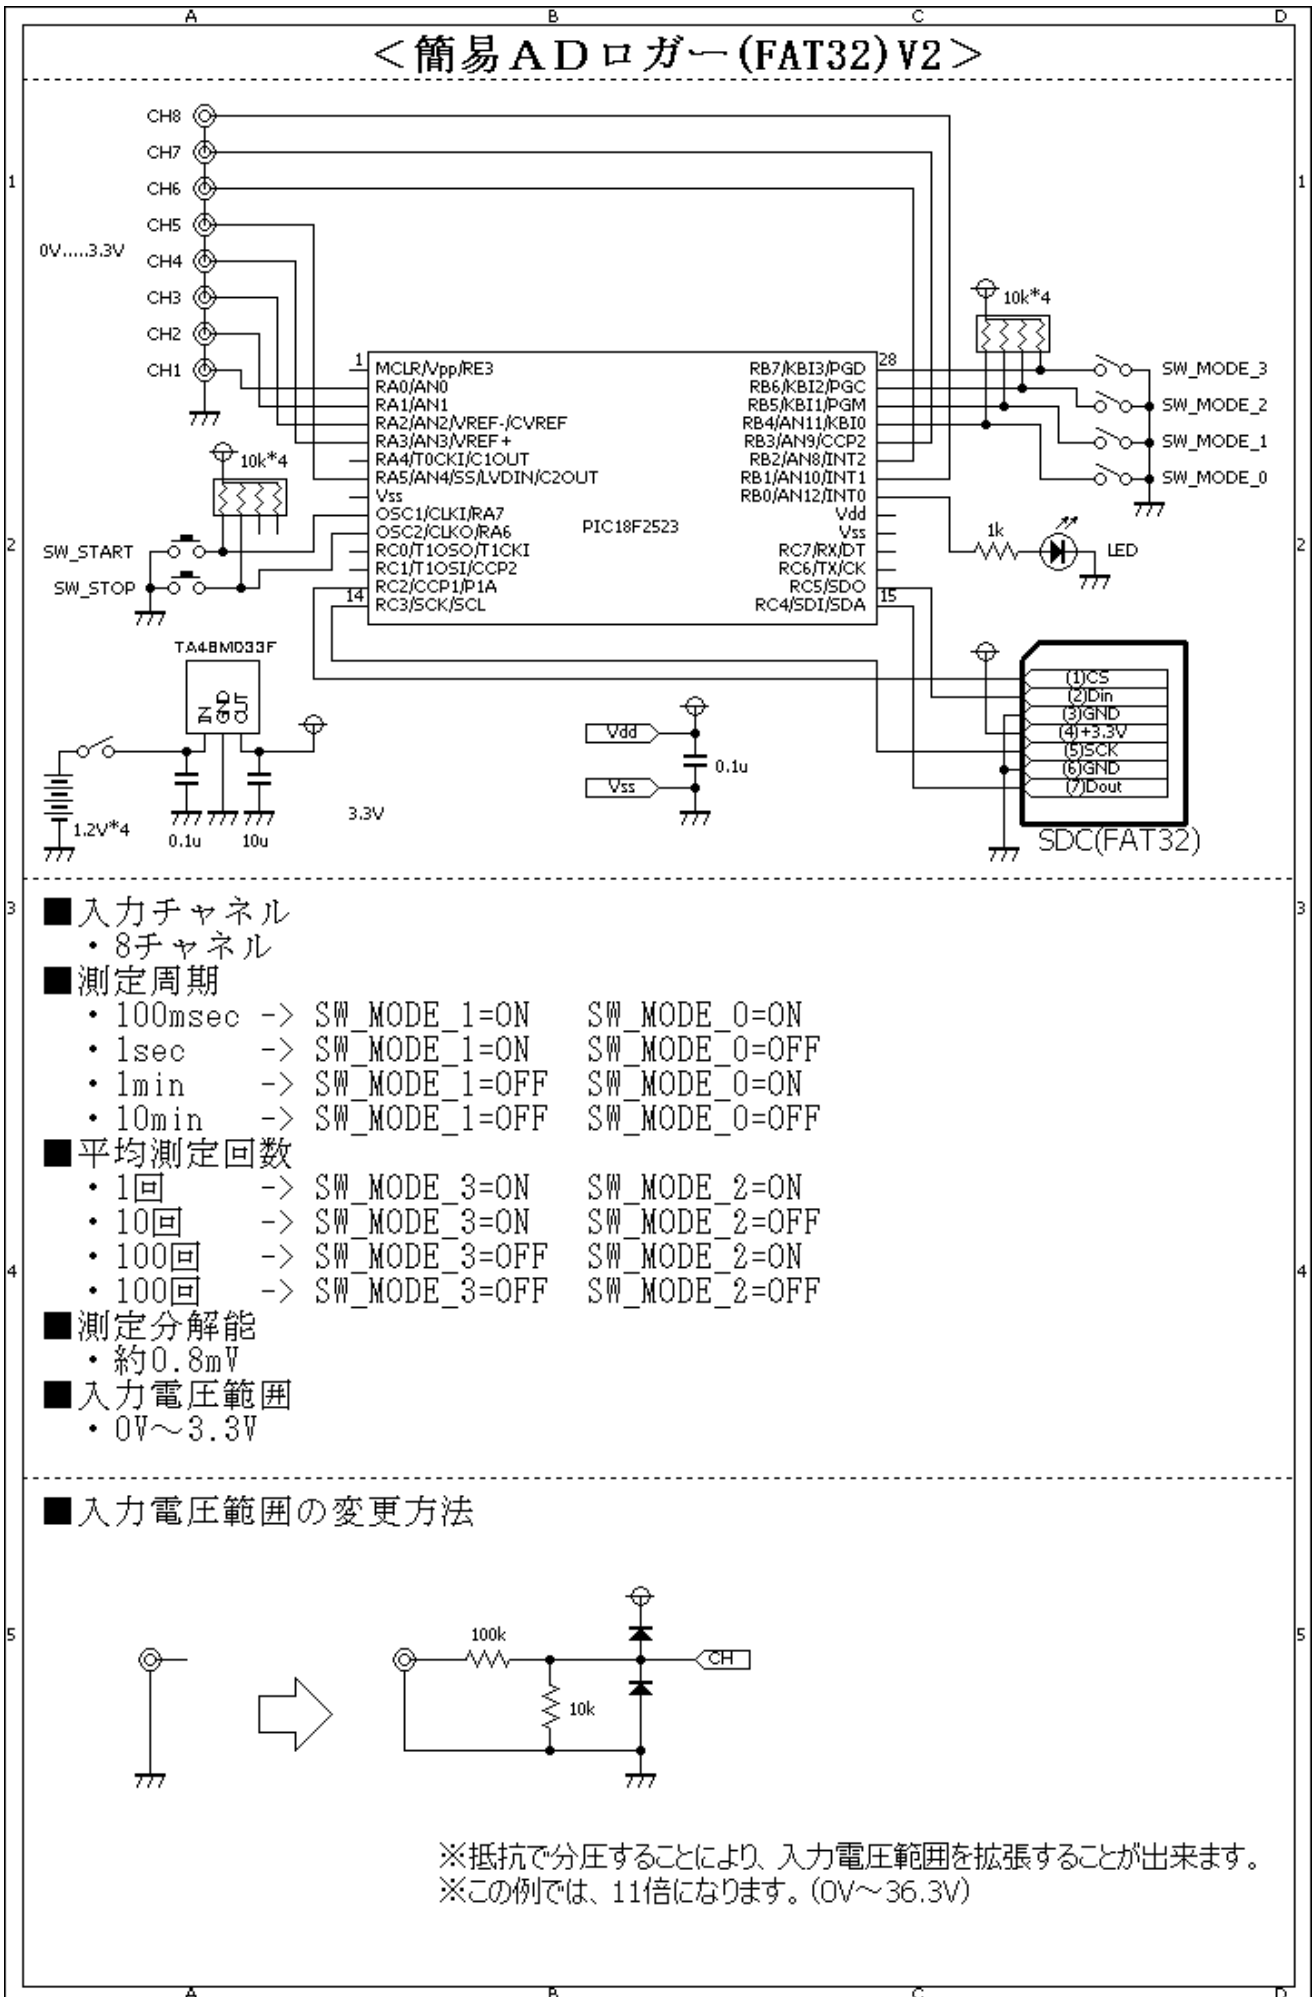 A B C D
＜簡易ＡＤロガー(FAT32)V2＞
CH8
CH7
CH6
CH5
0V.....3.3V
CH4
CH3
CH2
CH1
1 1
10k*4
1 28
MCLR/Vpp/RE3 RB7/KBI3/PGD
RA0/AN0 RB6/KBI2/PGC
RA1/AN1 RB5/KBI1/PGM
RA2/AN2/VREF-/CVREF RB4/AN11/KBI0
RA3/AN3/VREF+ RB3/AN9/CCP2
RA4/T0CKI/C1OUT RB2/AN8/INT2
RA5/AN4/SS/LVDIN/C2OUT RB1/AN10/INT1
Vss RB0/AN12/INT0
OSC1/CLKI/RA7 Vdd
OSC2/CLKO/RA6 Vss
RC0/T1OSO/T1CKI RC7/RX/DT
RC1/T1OSI/CCP2 RC6/TX/CK
RC2/CCP1/P1A RC5/SDO
RC3/SCK/SCL RC4/SDI/SDA
14 15
PIC18F2523
SW_MODE_3
SW_MODE_2
SW_MODE_1
SW_MODE_0
10k*4
2 2
SW_START
SW_STOP
1k
LED
TA48M033F
IN
GND
OUT
1.2V*4
0.1u
10u
3.3V
Vdd
Vss
0.1u
(1)CS
(2)Din
(3)GND
(4)+3.3V
(5)SCK
(6)GND
(7)Dout
SDC(FAT32)
3 3
■入力チャネル
・8チャネル
■測定周期
・100msec -> SW_MODE_1=ON SW_MODE_0=ON
・1sec -> SW_MODE_1=ON SW_MODE_0=OFF
・1min -> SW_MODE_1=OFF SW_MODE_0=ON
・10min -> SW_MODE_1=OFF SW_MODE_0=OFF
■平均測定回数
・1回 -> SW_MODE_3=ON SW_MODE_2=ON
・10回 -> SW_MODE_3=ON SW_MODE_2=OFF
・100回 -> SW_MODE_3=OFF SW_MODE_2=ON
・100回 -> SW_MODE_3=OFF SW_MODE_2=OFF
4 4
■測定分解能
・約0.8mV
■入力電圧範囲
・0V～3.3V
■入力電圧範囲の変更方法
5 5
100k
10k
CH
※抵抗で分圧することにより、入力電圧範囲を拡張することが出来ます。
※この例では、11倍になります。(0V～36.3V)
A B C D